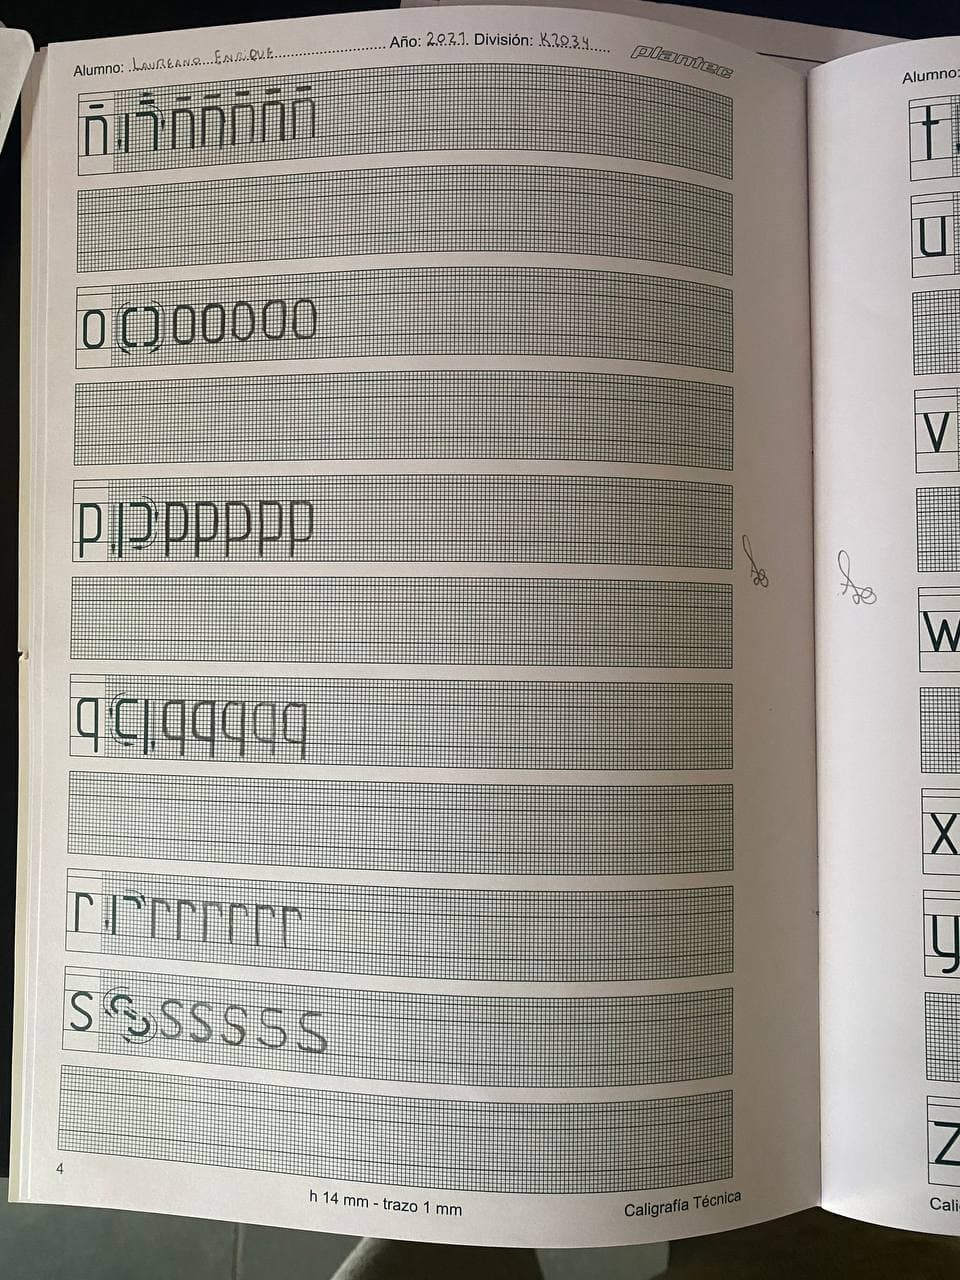 Alumno: LAUREANO ENRIQUE Año: 2021 División: K2034 plantec
ñ ñ ñ ñ ñ ñ ñ
o o o o o o o
p p p p p p p
q q q q q q q
r r r r r r r r
s s s s s s s
4
h 14 mm - trazo 1 mm
Caligrafía Técnica
Alumno:
t
u
v
w
x
y
z
Cali